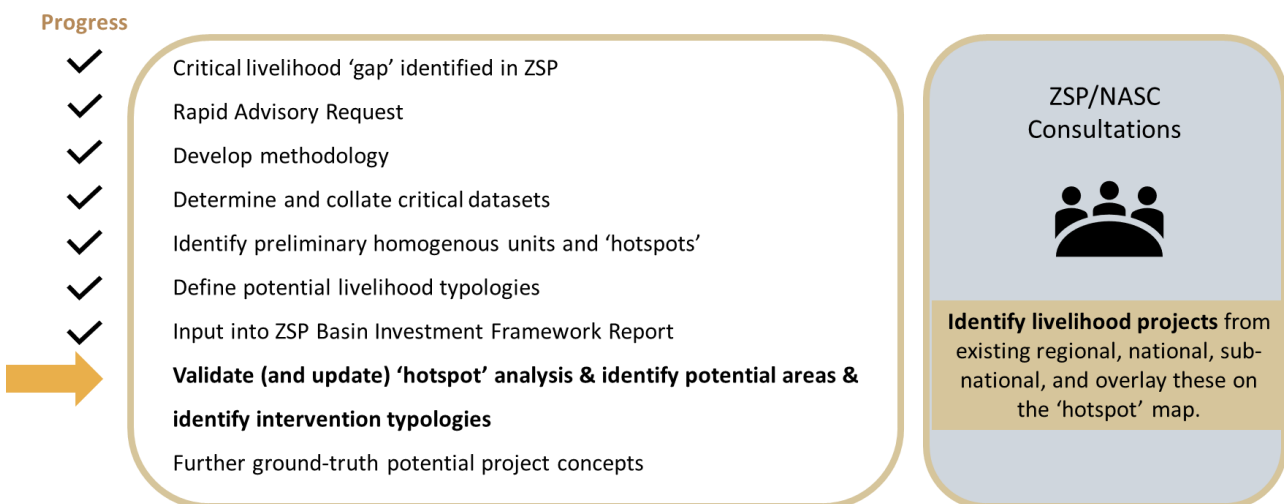 Progress
Critical livelihood ‘gap’ identified in ZSP
Rapid Advisory Request
Develop methodology
Determine and collate critical datasets
Identify preliminary homogenous units and ‘hotspots’
Define potential livelihood typologies
Input into ZSP Basin Investment Framework Report
Validate (and update) ‘hotspot’ analysis & identify potential areas &
identify intervention typologies
Further ground-truth potential project concepts
ZSP/NASC
Consultations
Identify livelihood projects from
existing regional, national, sub-
national, and overlay these on
the ‘hotspot’ map.